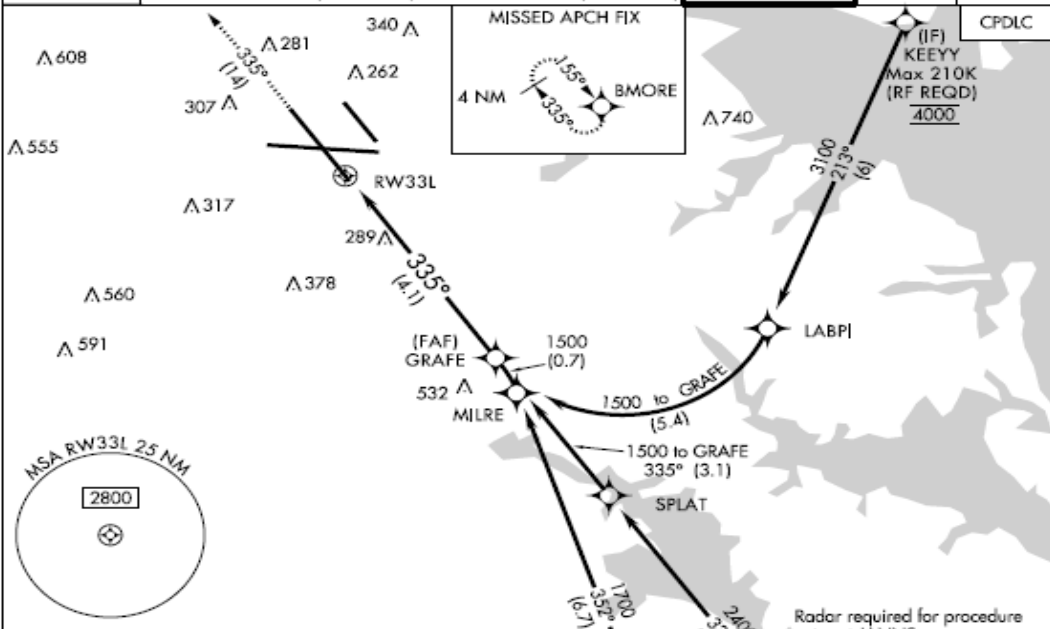 MISSED APCH FIX
CPDLC
340
281
608
262
335°
(14)
307
155°
335°
4 NM
BMORE
740
(IF)
KEEYY
Max 210K
(RF REQD)
4000
555
3100
213°
(6)
RW33L
317
289
335°
(4.1)
378
560
591
LABPI
(FAF)
GRAFE
1500
(0.7)
532
MILRE
1500 to GRAFE
(5.4)
1500 to GRAFE
335° (3.1)
SPLAT
MSA RW33L 25 NM
2800
1700
352°
(6.7)
2400
Radar required for procedure